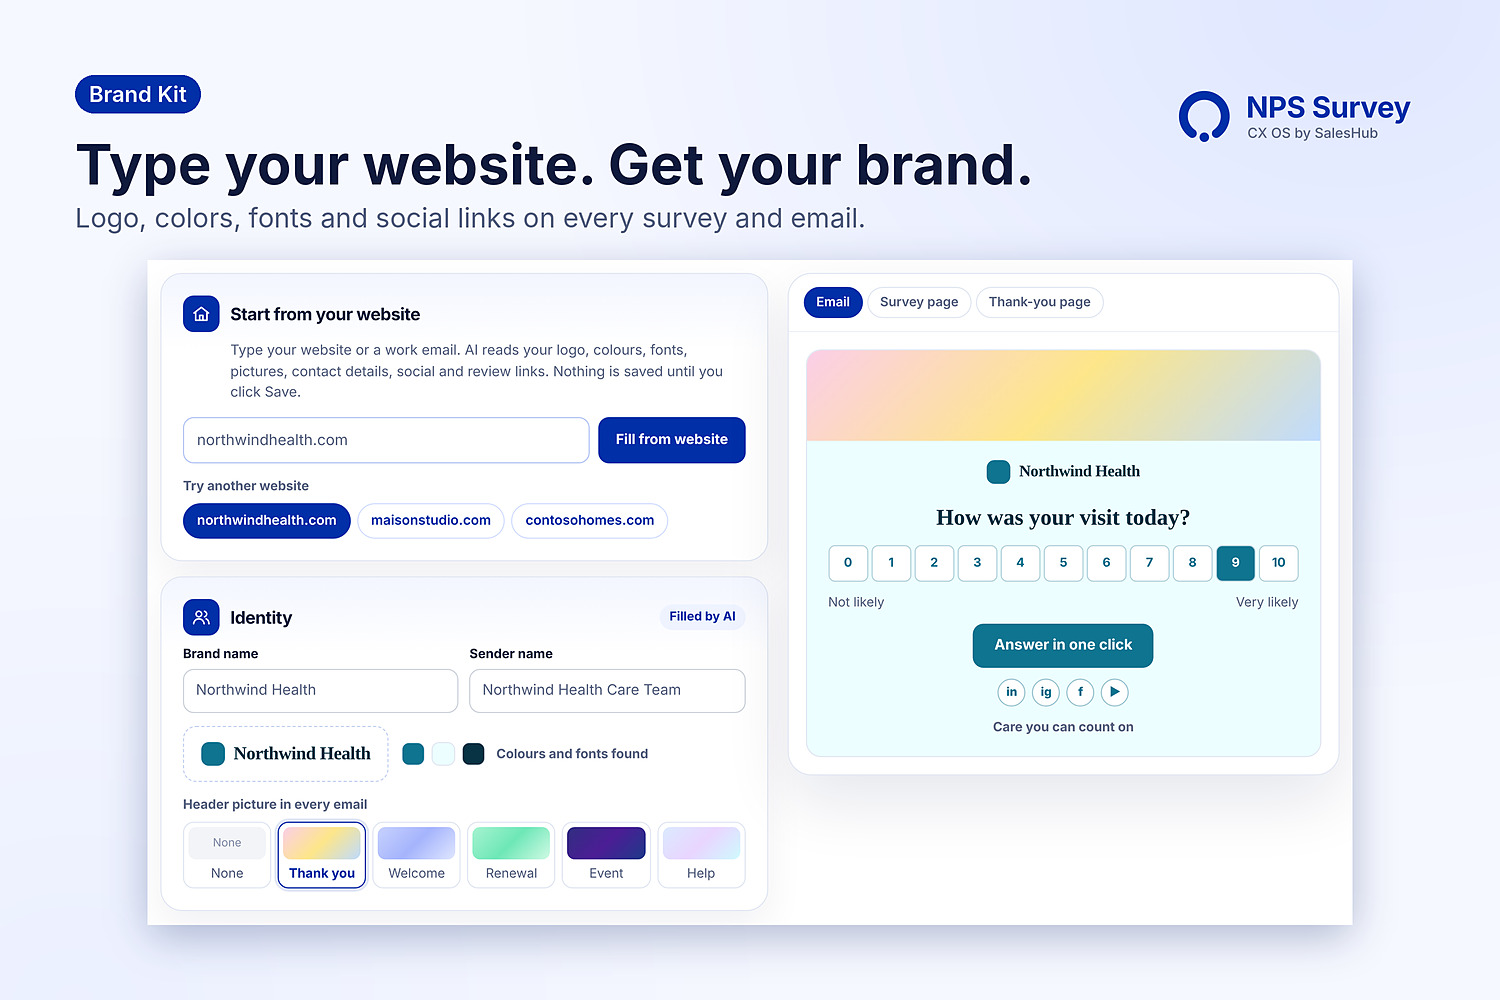 Brand Kit
Type your website. Get your brand.
Logo, colors, fonts and social links on every survey and email.
NPS Survey
CX OS by SalesHub
Start from your website
Type your website or a work email. AI reads your logo, colours, fonts,
pictures, contact details, social and review links. Nothing is saved until you
click Save.
northwindhealth.com
Fill from website
Try another website
northwindhealth.com
maisonstudio.com
contosohomes.com
Identity
Filled by AI
Brand name
Sender name
Northwind Health
Northwind Health Care Team
Northwind Health
Colours and fonts found
Header picture in every email
None
None
Thank you
Welcome
Renewal
Event
Help
Email
Survey page
Thank-you page
Northwind Health
How was your visit today?
0 1 2 3 4 5 6 7 8 9 10
Not likely
Very likely
Answer in one click
in ig f
Care you can count on